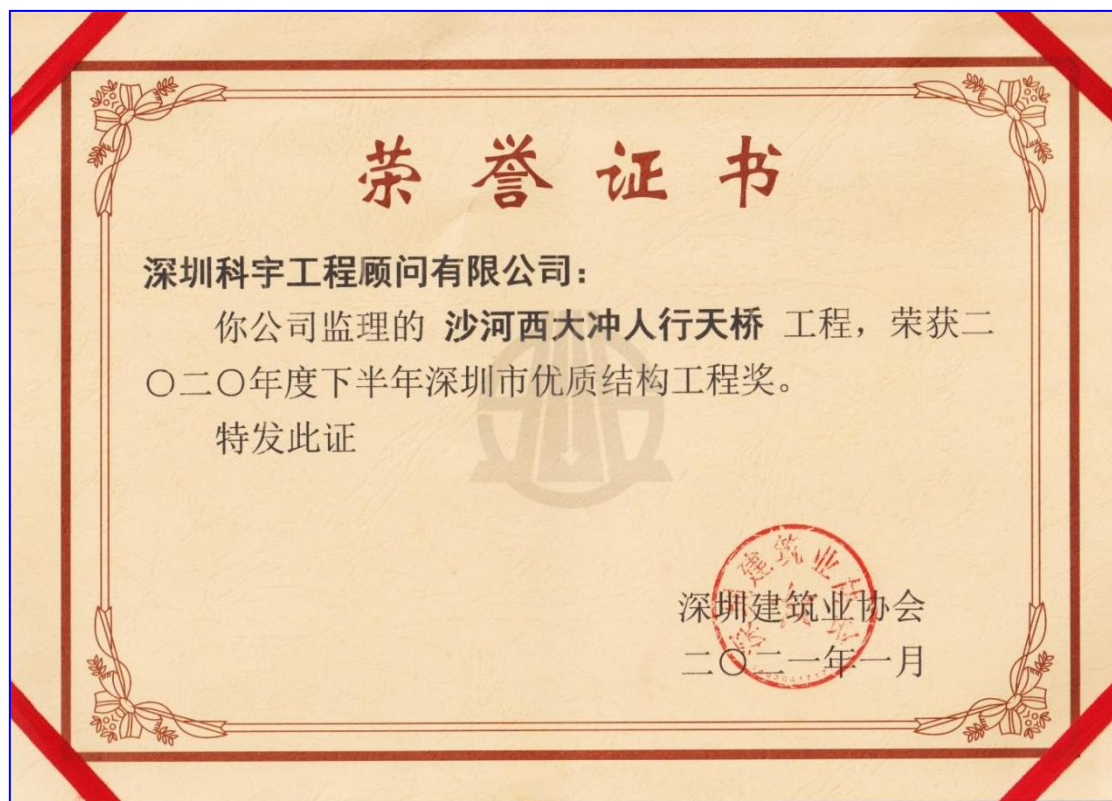 荣誉证书
深圳科宇工程顾问有限公司：
你公司监理的 沙河西大冲人行天桥 工程，荣获二
〇二〇年度下半年深圳市优质结构工程奖。
特发此证
深圳建筑业协会
二〇二一年一月